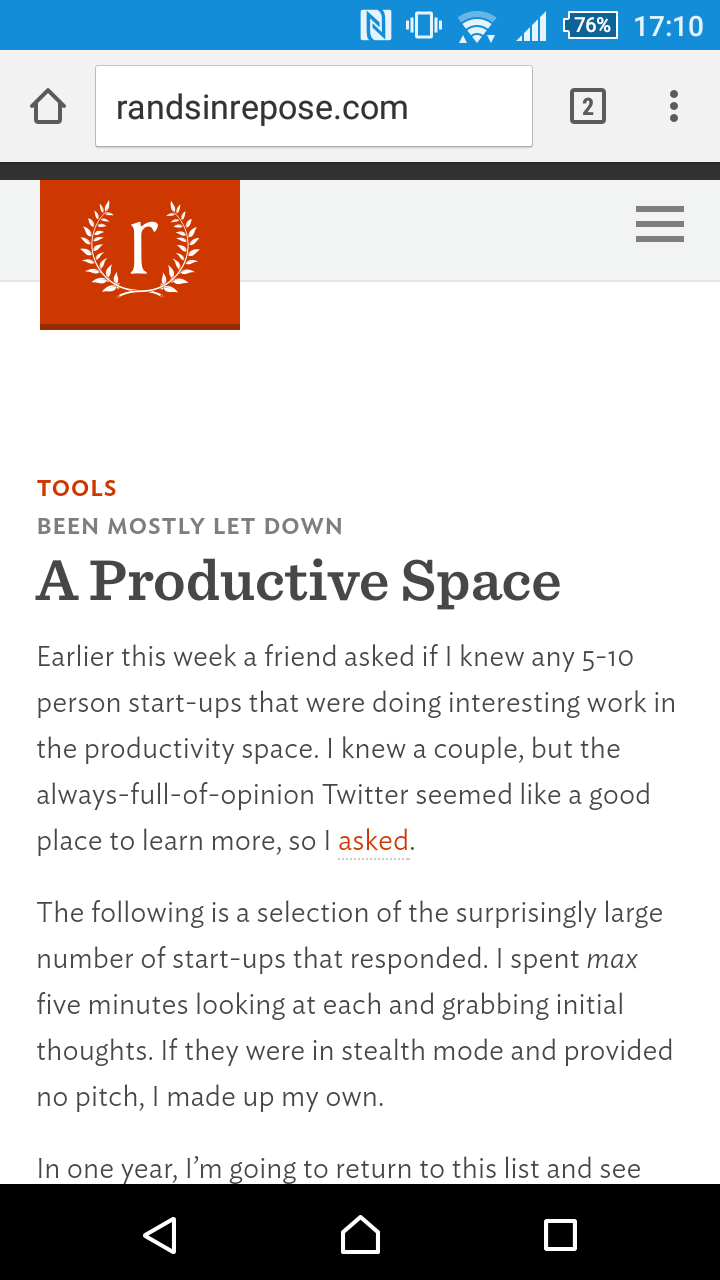 76% 17:10
randsinrepose.com 2
r
TOOLS
BEEN MOSTLY LET DOWN
A Productive Space
Earlier this week a friend asked if I knew any 5-10
person start-ups that were doing interesting work in
the productivity space. I knew a couple, but the
always-full-of-opinion Twitter seemed like a good
place to learn more, so I asked.
The following is a selection of the surprisingly large
number of start-ups that responded. I spent max
five minutes looking at each and grabbing initial
thoughts. If they were in stealth mode and provided
no pitch, I made up my own.
In one year, I’m going to return to this list and see